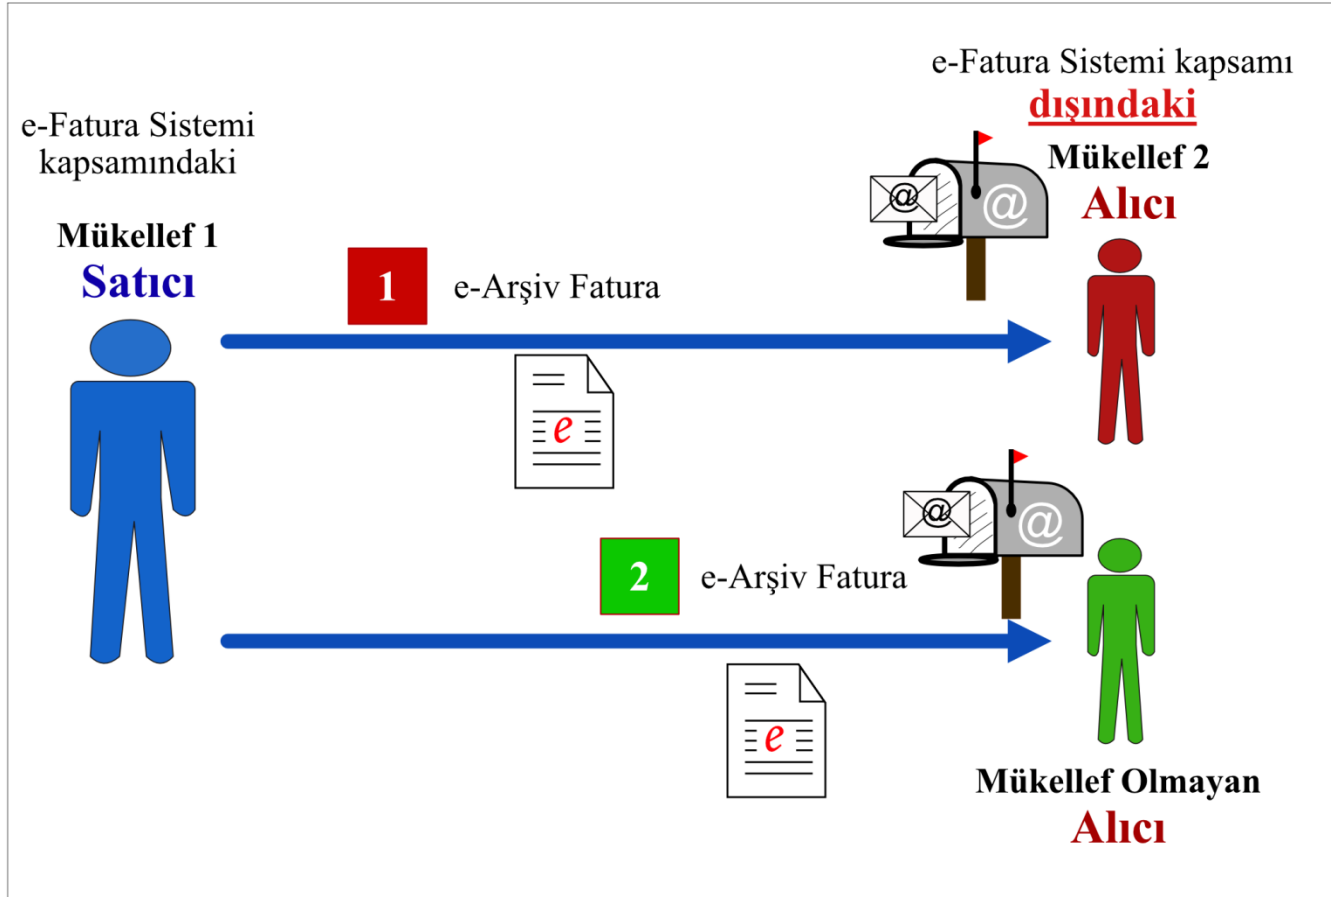 e-Fatura Sistemi
kapsamındaki
Mükellef 1
Satıcı
e-Fatura Sistemi kapsamı
dışındaki
Mükellef 2
Alıcı
@
@
1
e-Arşiv Fatura
e
@
@
2
e-Arşiv Fatura
e
Mükellef Olmayan
Alıcı